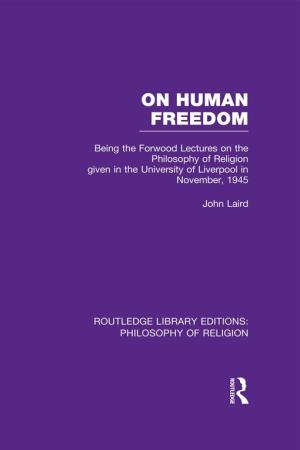 ON HUMAN
FREEDOM
Being the Forwood Lectures on the
Philosophy of Religion
given in the University of Liverpool in
November, 1945
John Laird
ROUTLEDGE LIBRARY EDITIONS:
PHILOSOPHY OF RELIGION
ROUTLEDGE